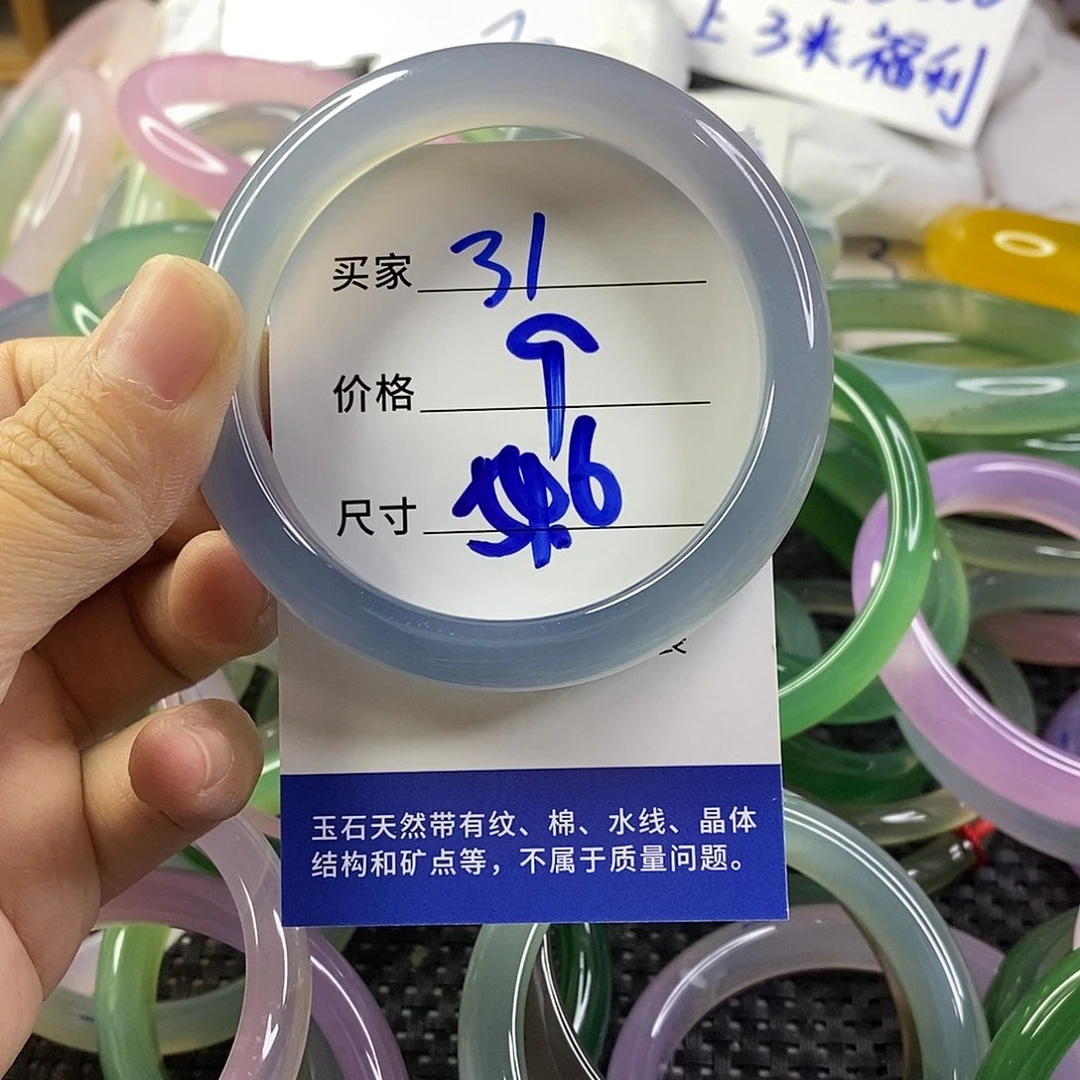 上3米福利
买家 31
价格
尺寸 6
玉石天然带有纹、棉、水线、晶体
结构和矿点等，不属于质量问题。